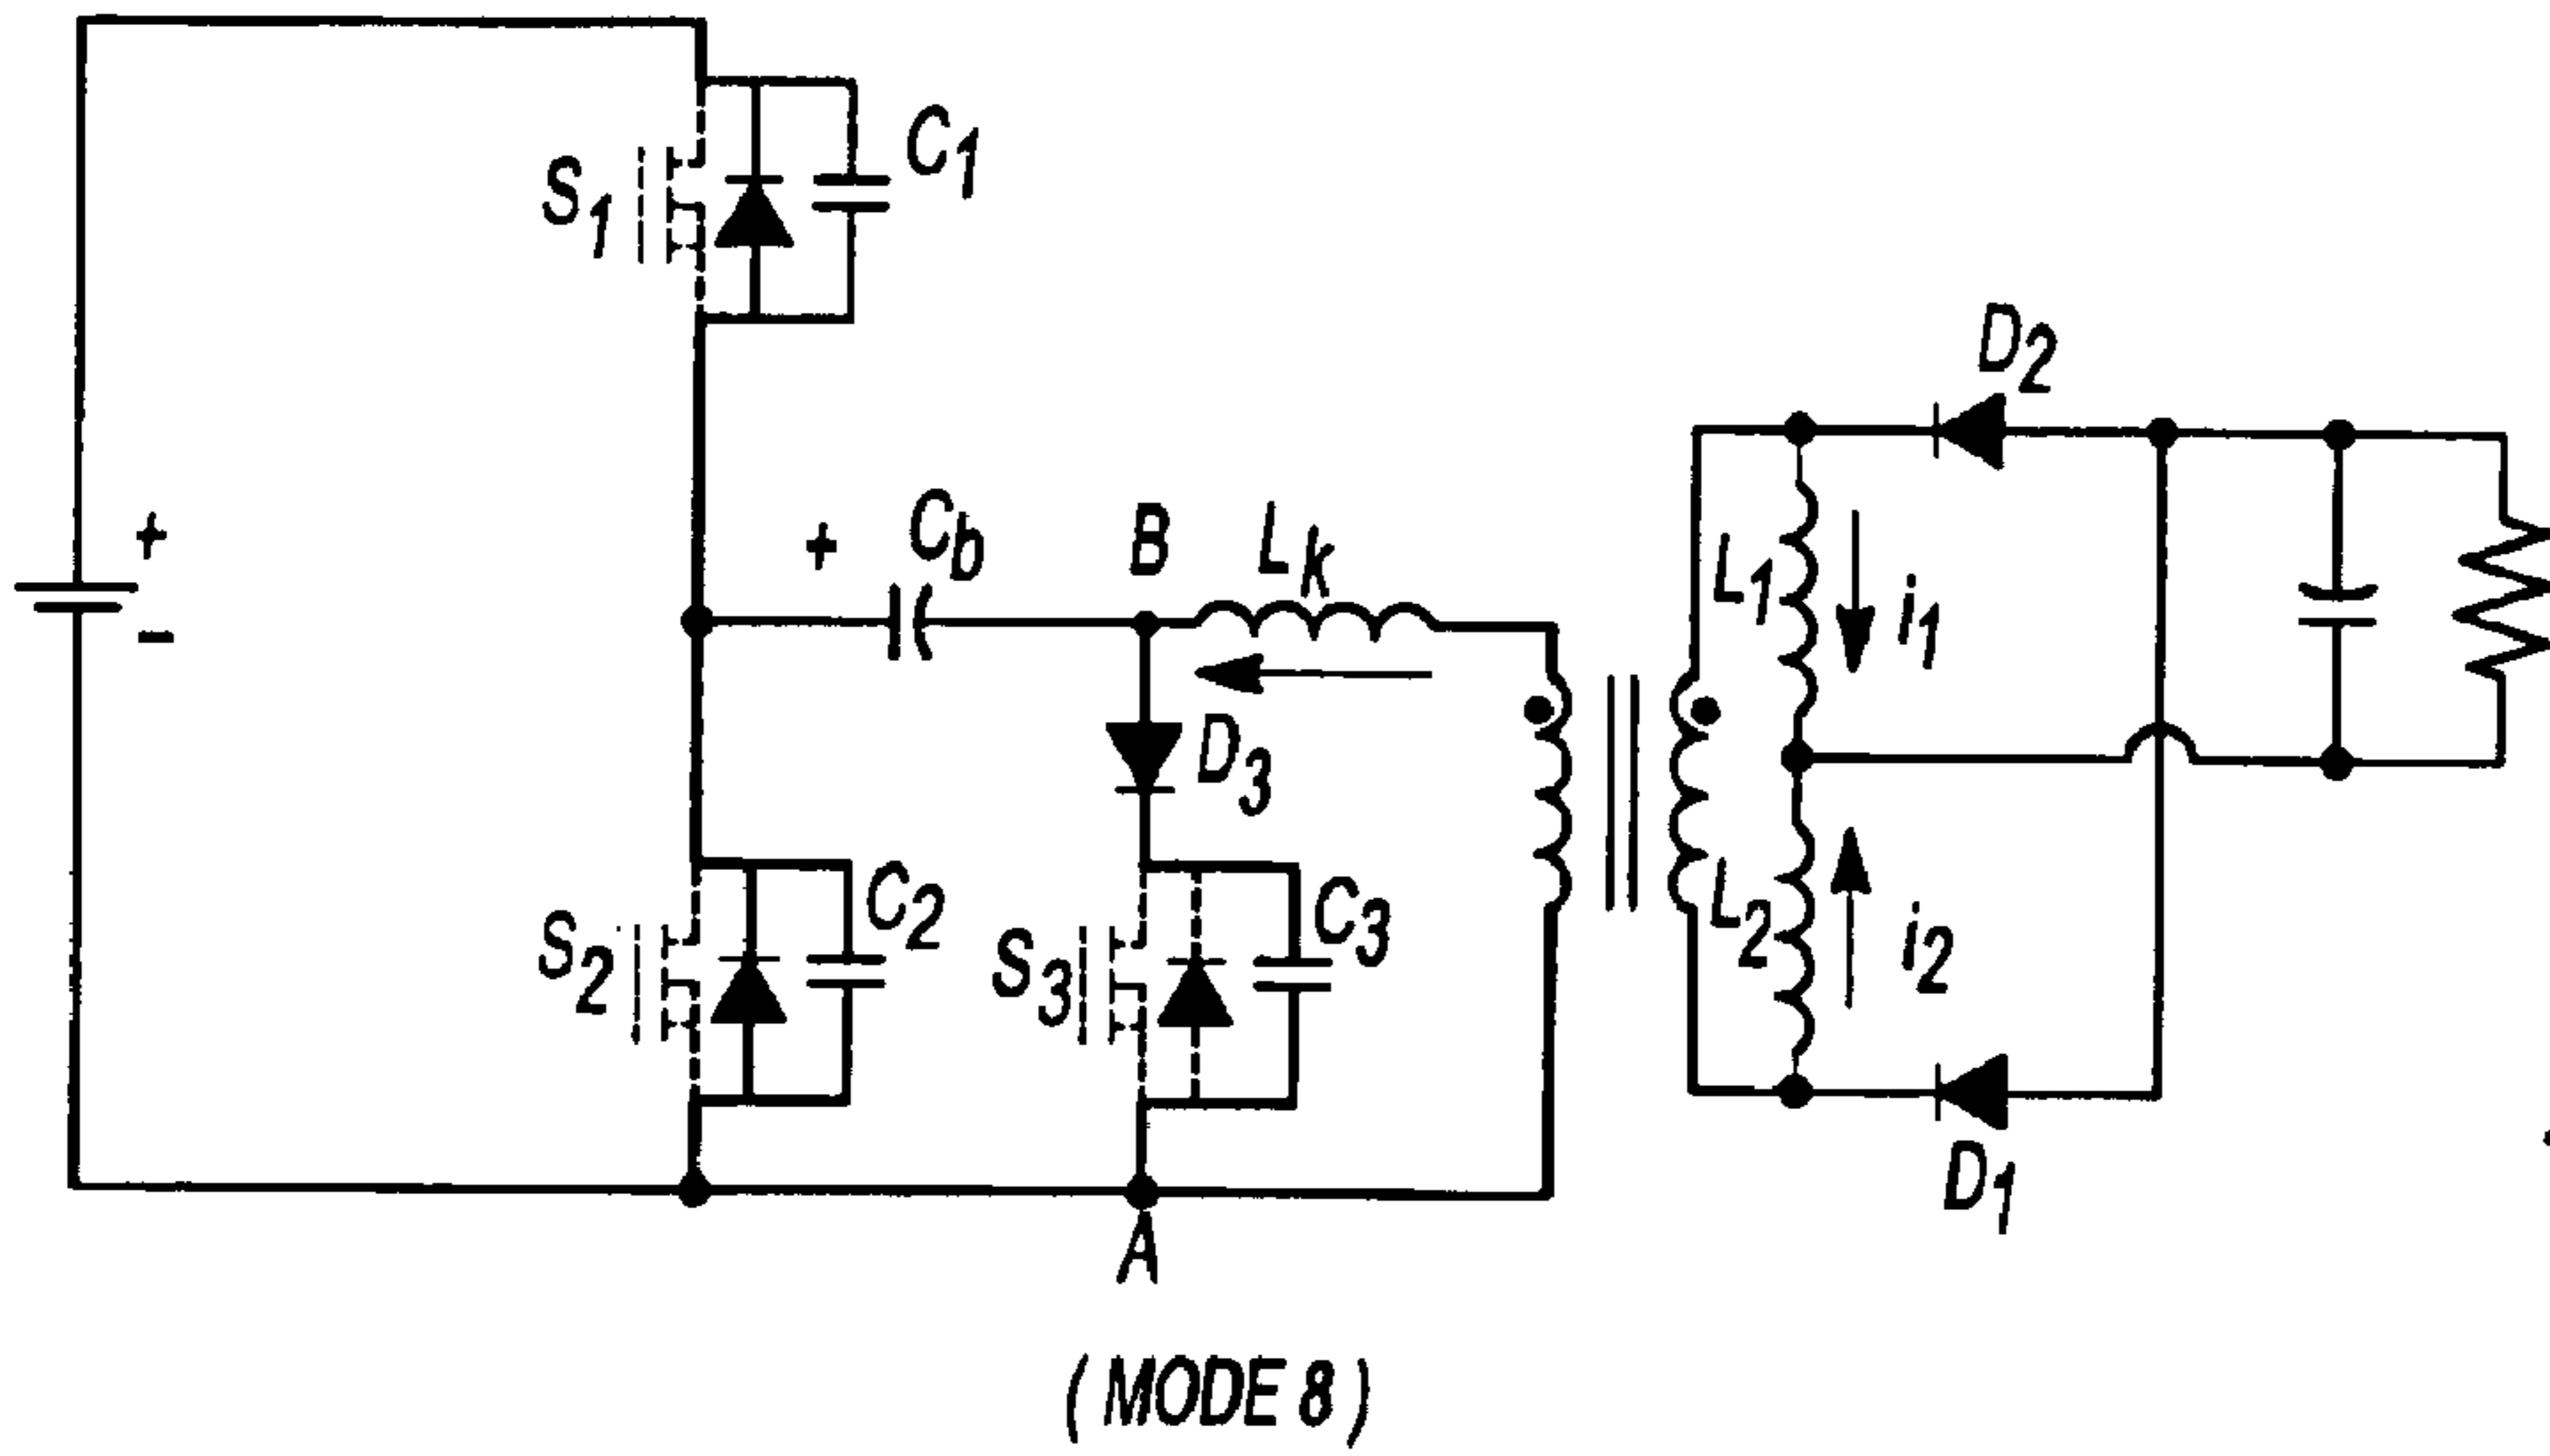 S1
C1
D2
+
Cb
B
Lk
L1
i1
+
-
D3
S2
C2
S3
C3
L2
i2
D1
A
( MODE 8 )